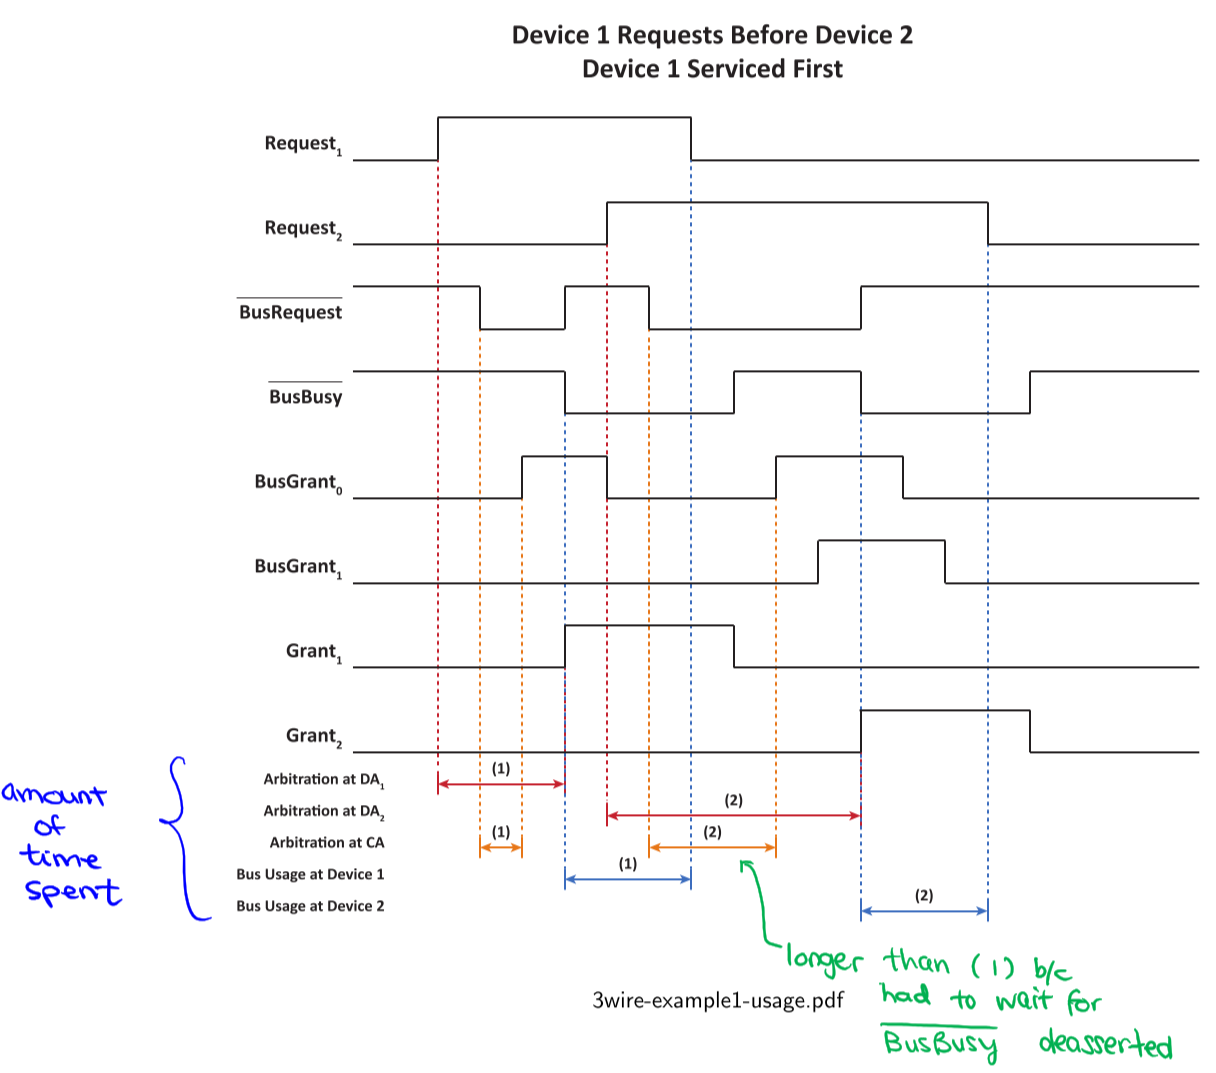 Device 1 Requests Before Device 2
Device 1 Serviced First
Request1
Request2
BusRequest
BusBusy
BusGrant0
BusGrant1
Grant1
Grant2
Arbitration at DA1 (1)
Arbitration at DA2 (2)
Arbitration at CA (1) (2)
Bus Usage at Device 1 (1)
Bus Usage at Device 2 (2)
amount
of
time
spent
longer than (1) b/c
had to wait for
BusBusy deasserted
3wire-example1-usage.pdf